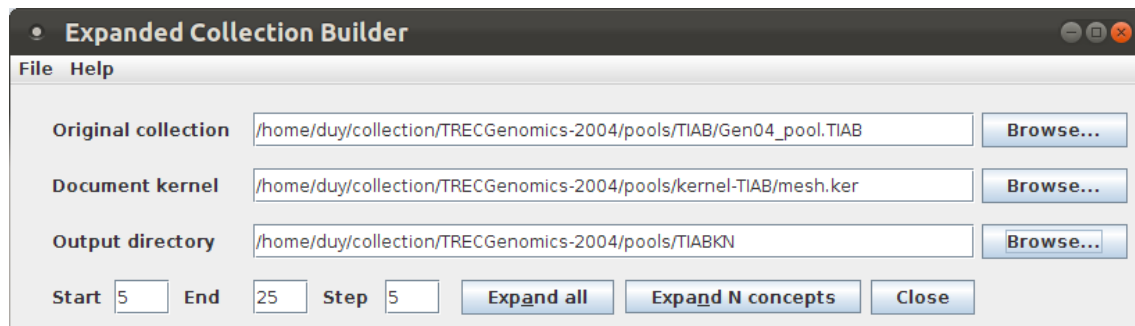 Expanded Collection Builder
File Help
Original collection /home/duy/collection/TRECGenomics-2004/pools/TIAB/Gen04_pool.TIAB Browse...
Document kernel /home/duy/collection/TRECGenomics-2004/pools/kernel-TIAB/mesh.ker Browse...
Output directory /home/duy/collection/TRECGenomics-2004/pools/TIABKN Browse...
Start 5 End 25 Step 5 Expand all Expand N concepts Close